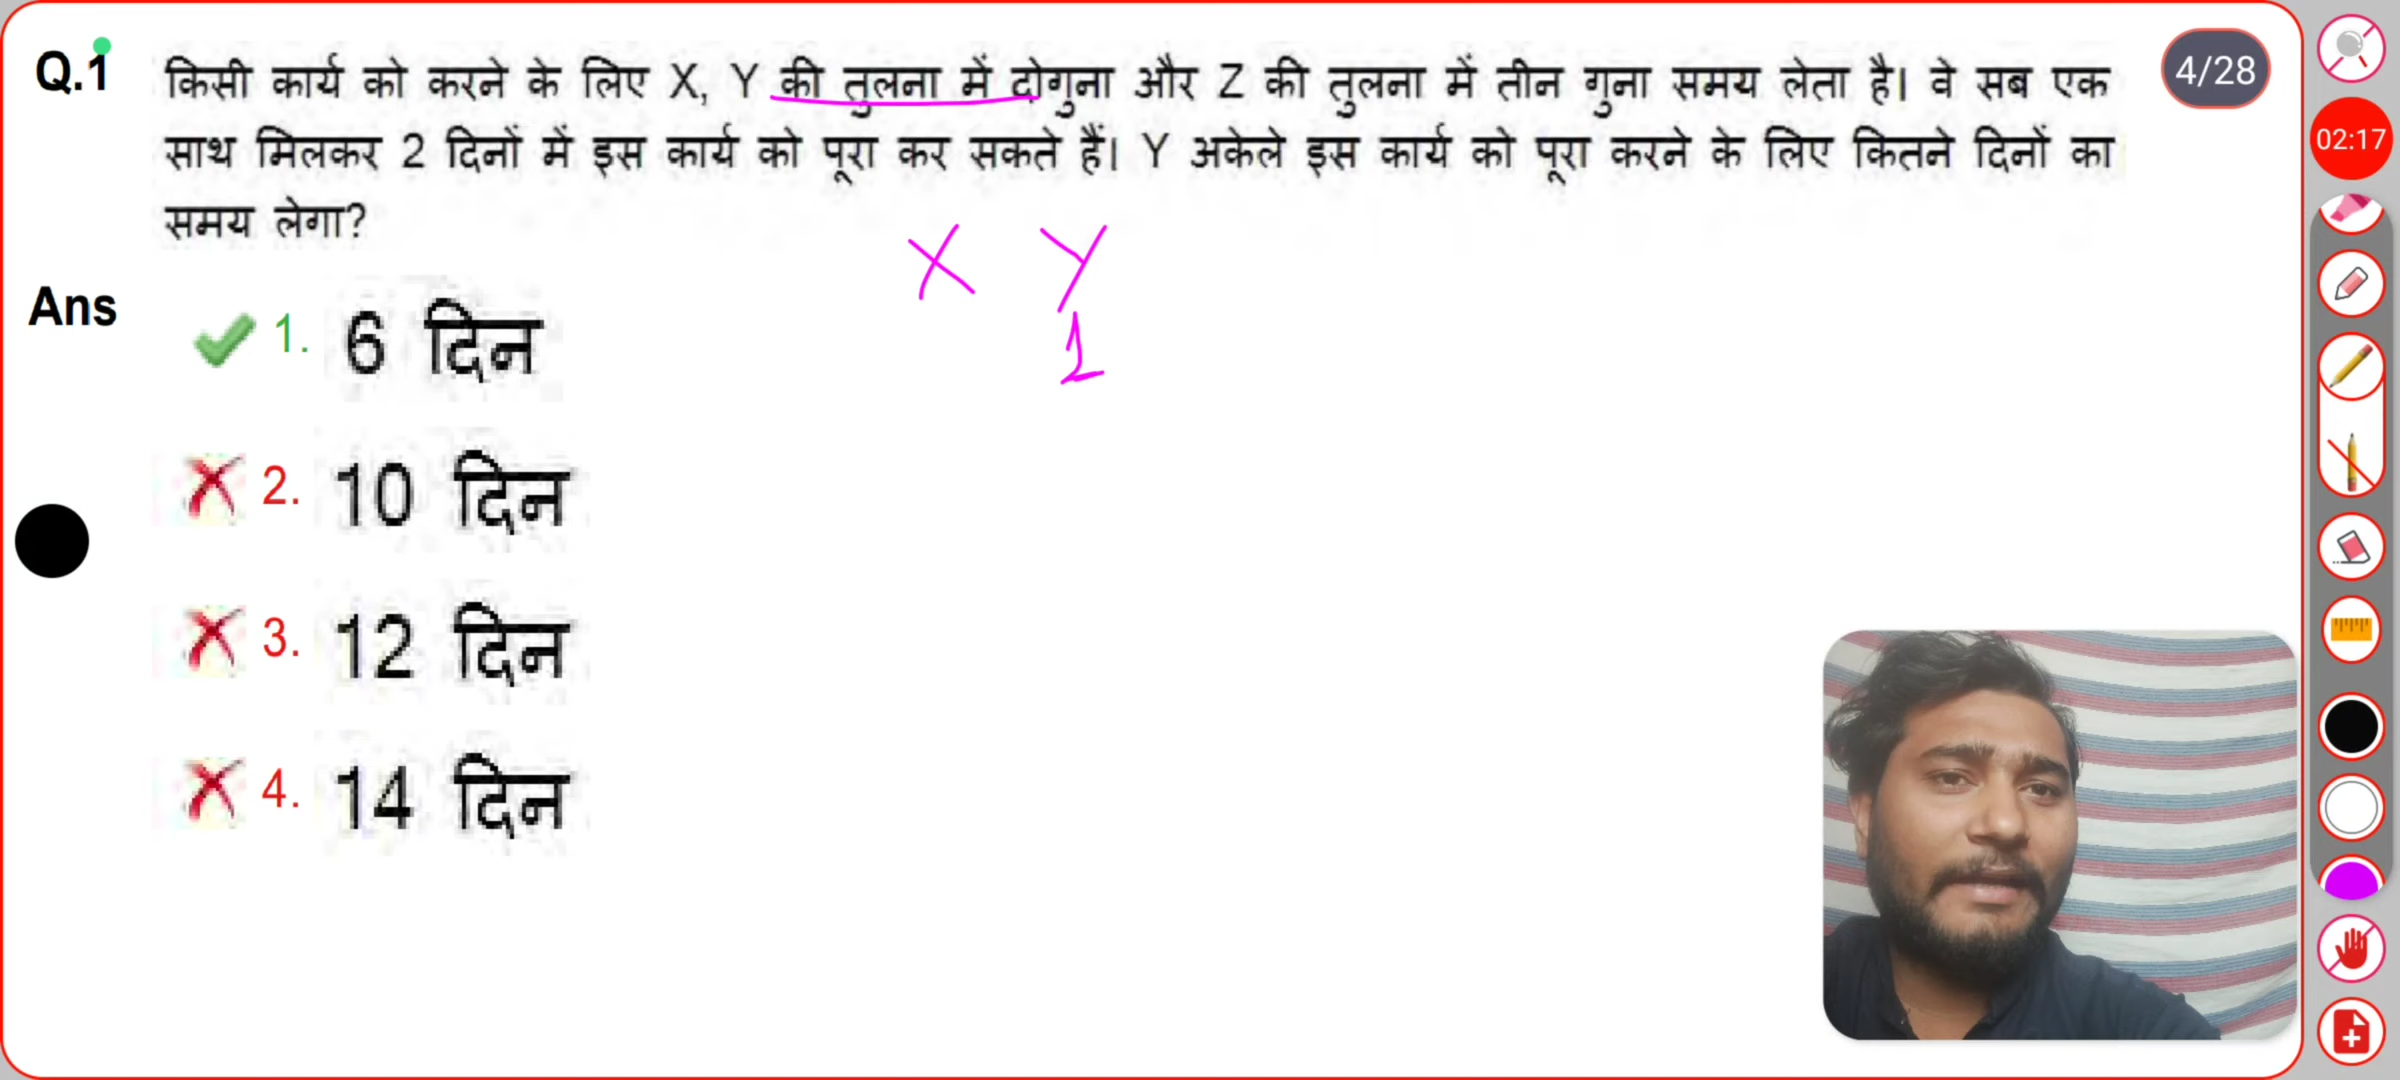 Q.1 किसी कार्य को करने के लिए X, Y की तुलना में दोगुना और Z की तुलना में तीन गुना समय लेता है। वे सब एक
4/28
साथ मिलकर 2 दिनों में इस कार्य को पूरा कर सकते हैं। Y अकेले इस कार्य को पूरा करने के लिए कितने दिनों का
02:17
समय लेगा?
X Y
1
Ans
1. 6 दिन
2. 10 दिन
3. 12 दिन
4. 14 दिन